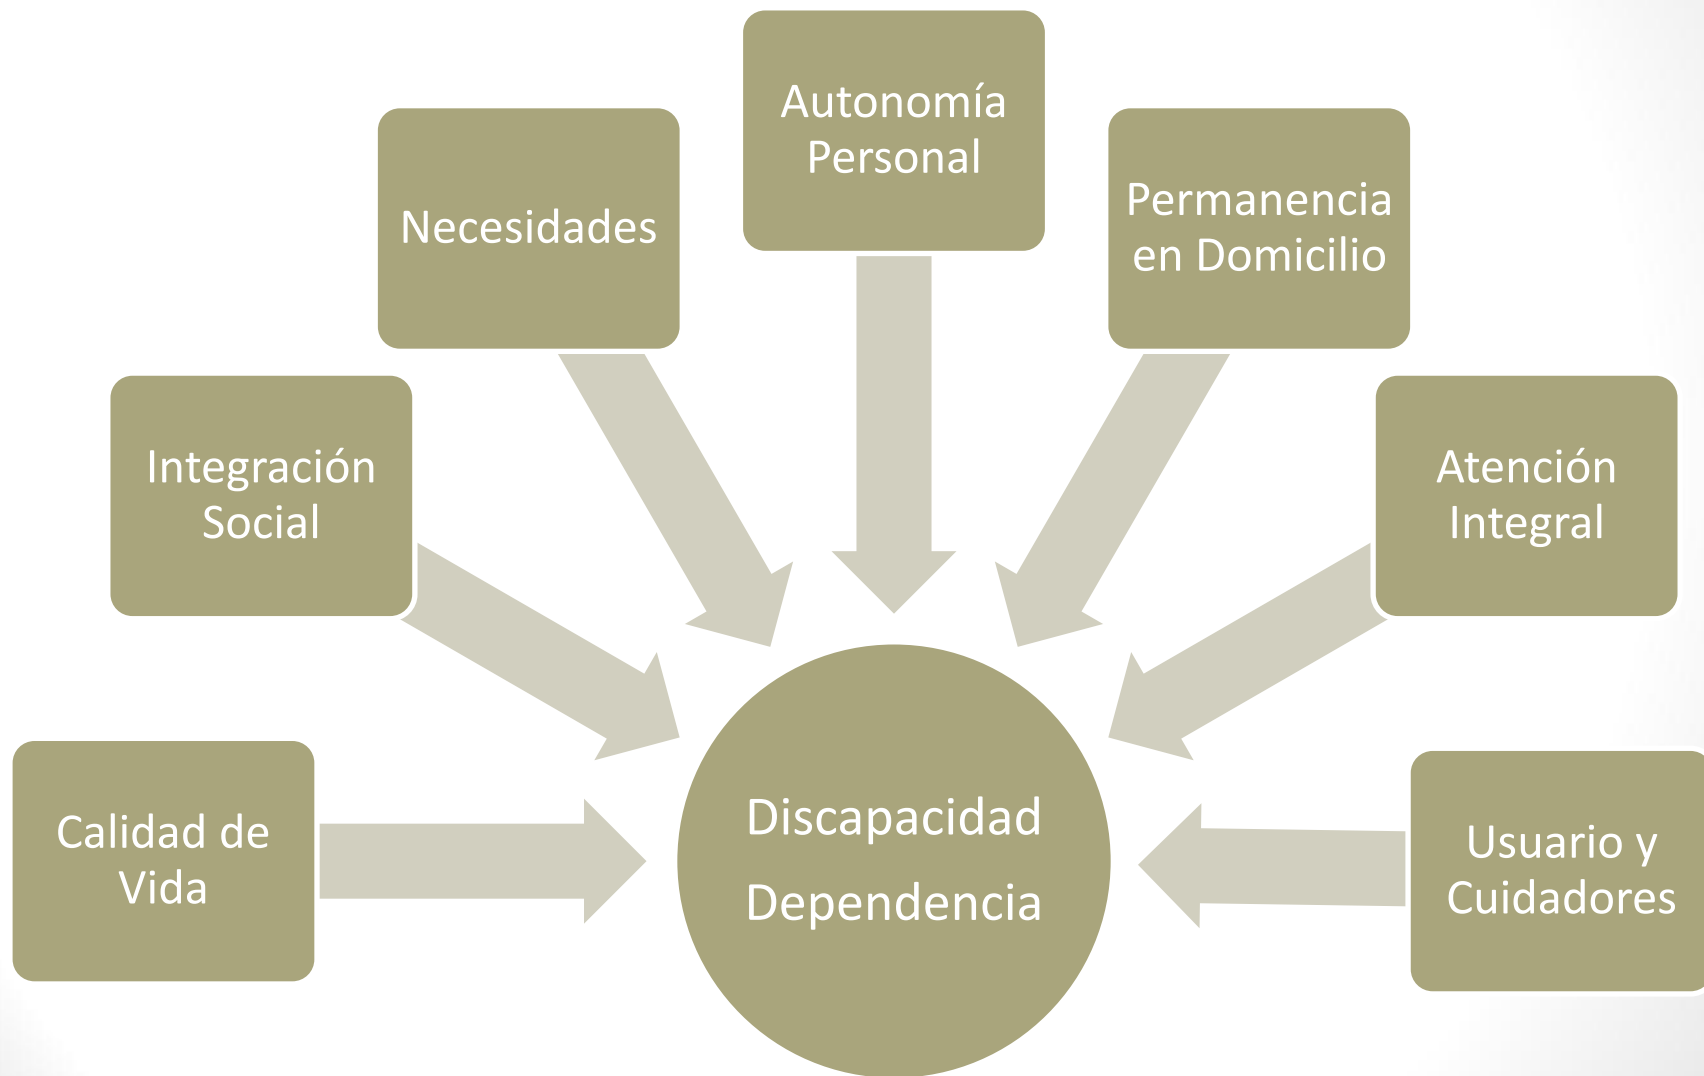 Autonomía
Personal
Necesidades
Permanencia
en Domicilio
Integración
Social
Atención
Integral
Calidad de
Vida
Discapacidad
Dependencia
Usuario y
Cuidadores